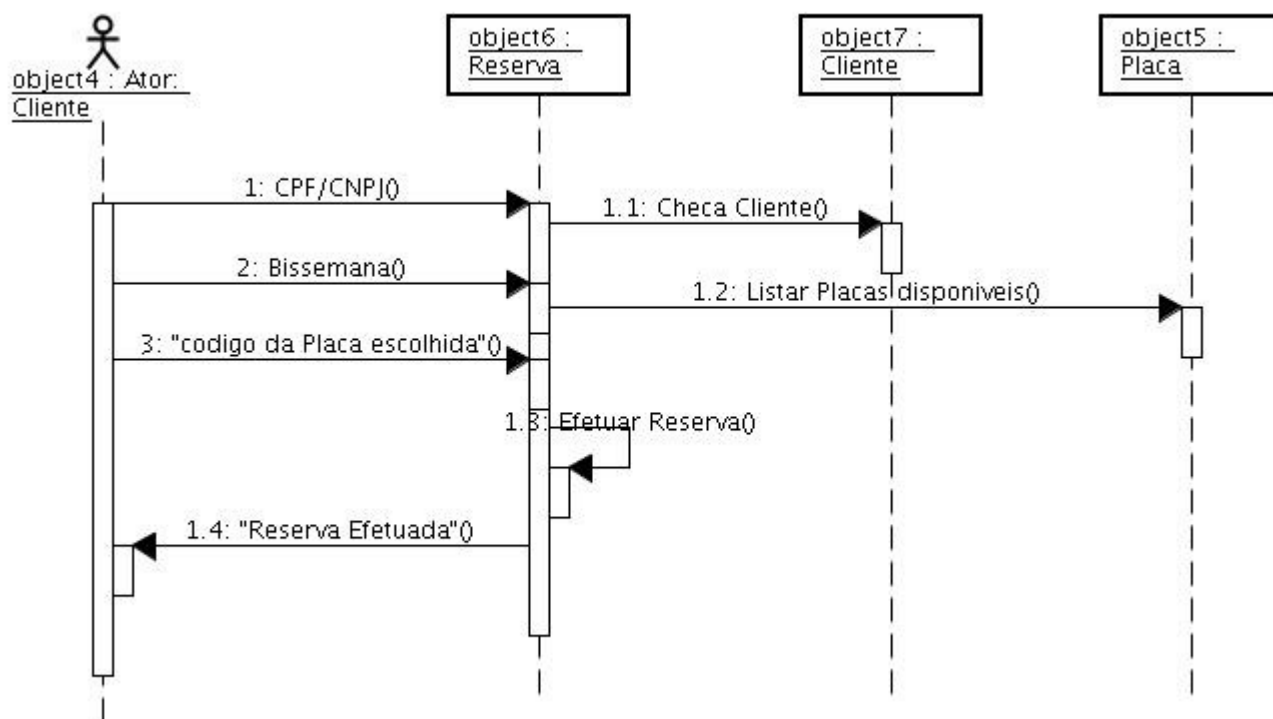 object4 : Ator:
Cliente
object6 :
Reserva
object7 :
Cliente
object5 :
Placa
1: CPF/CNPJ()
1.1: Checa Cliente()
2: Bissemana()
1.2: Listar Placas disponiveis()
3: "codigo da Placa escolhida"()
1.3: Efetuar Reserva()
1.4: "Reserva Efetuada"()